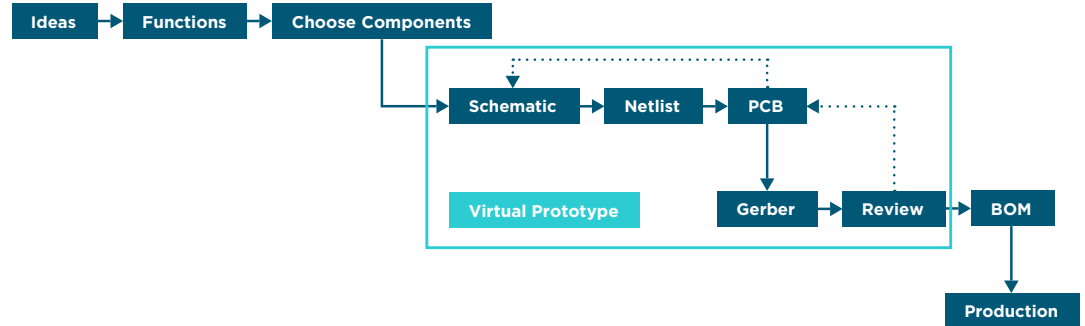 Ideas
Functions
Choose Components
Schematic
Netlist
PCB
Virtual Prototype
Gerber
Review
BOM
Production